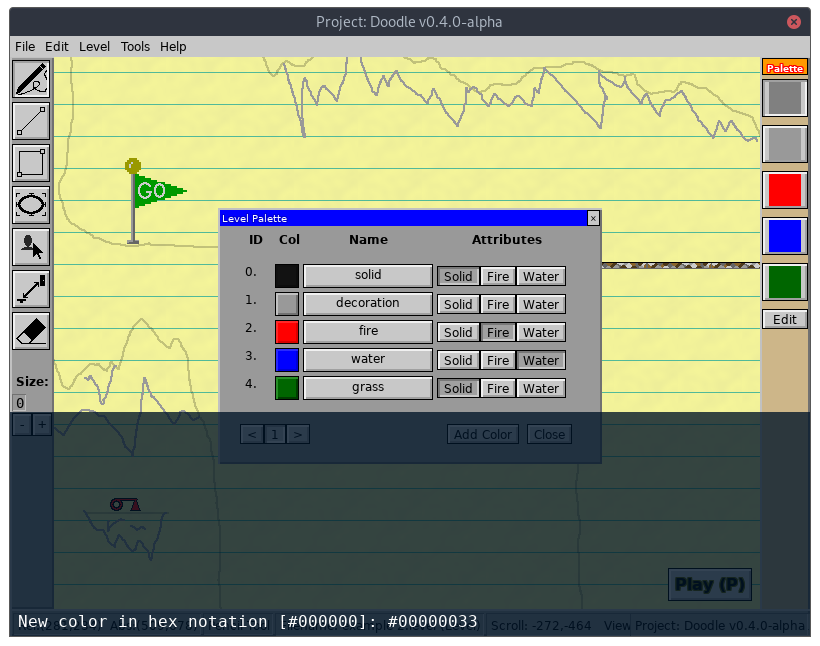 Project: Doodle v0.4.0-alpha
File Edit Level Tools Help
Palette
GO
Level Palette x
ID Col Name Attributes
0. solid Solid Fire Water
1. decoration Solid Fire Water
2. fire Solid Fire Water
3. water Solid Fire Water
4. grass Solid Fire Water
Edit
Size:
0
- +
< 1 > Add Color Close
Play (P)
New color in hex notation [#000000]: #00000033
Scroll: -272,-464 View Project: Doodle v0.4.0-alpha